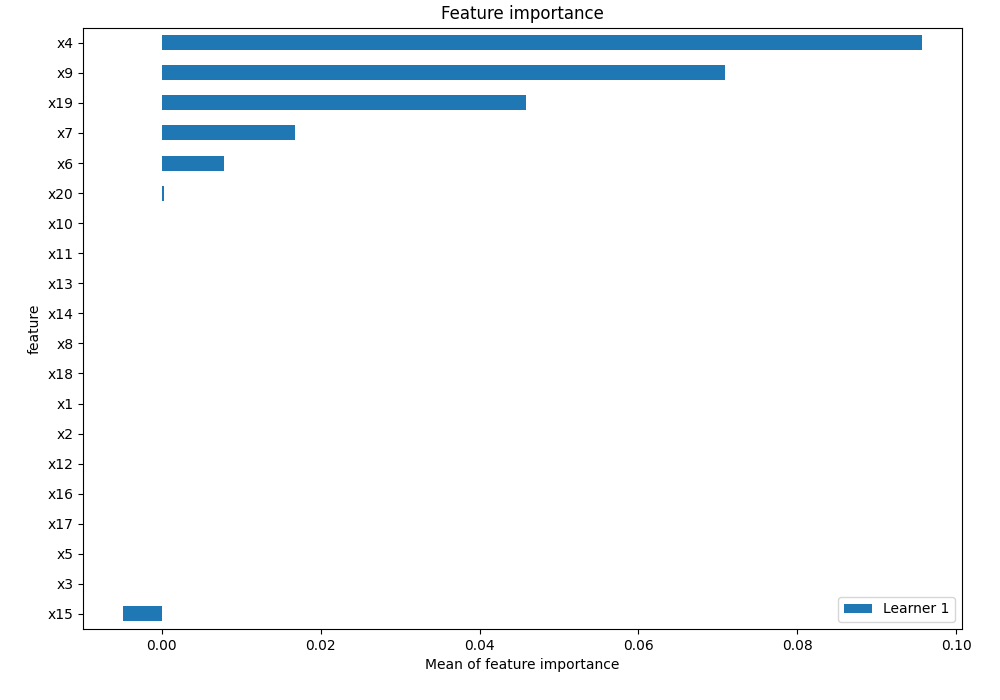 Feature importance
x4
x9
x19
x7
x6
x20
x10
x11
x13
x14
x8
x18
x1
x2
x12
x16
x17
x5
x3
x15
feature
Learner 1
0.00 0.02 0.04 0.06 0.08 0.10
Mean of feature importance